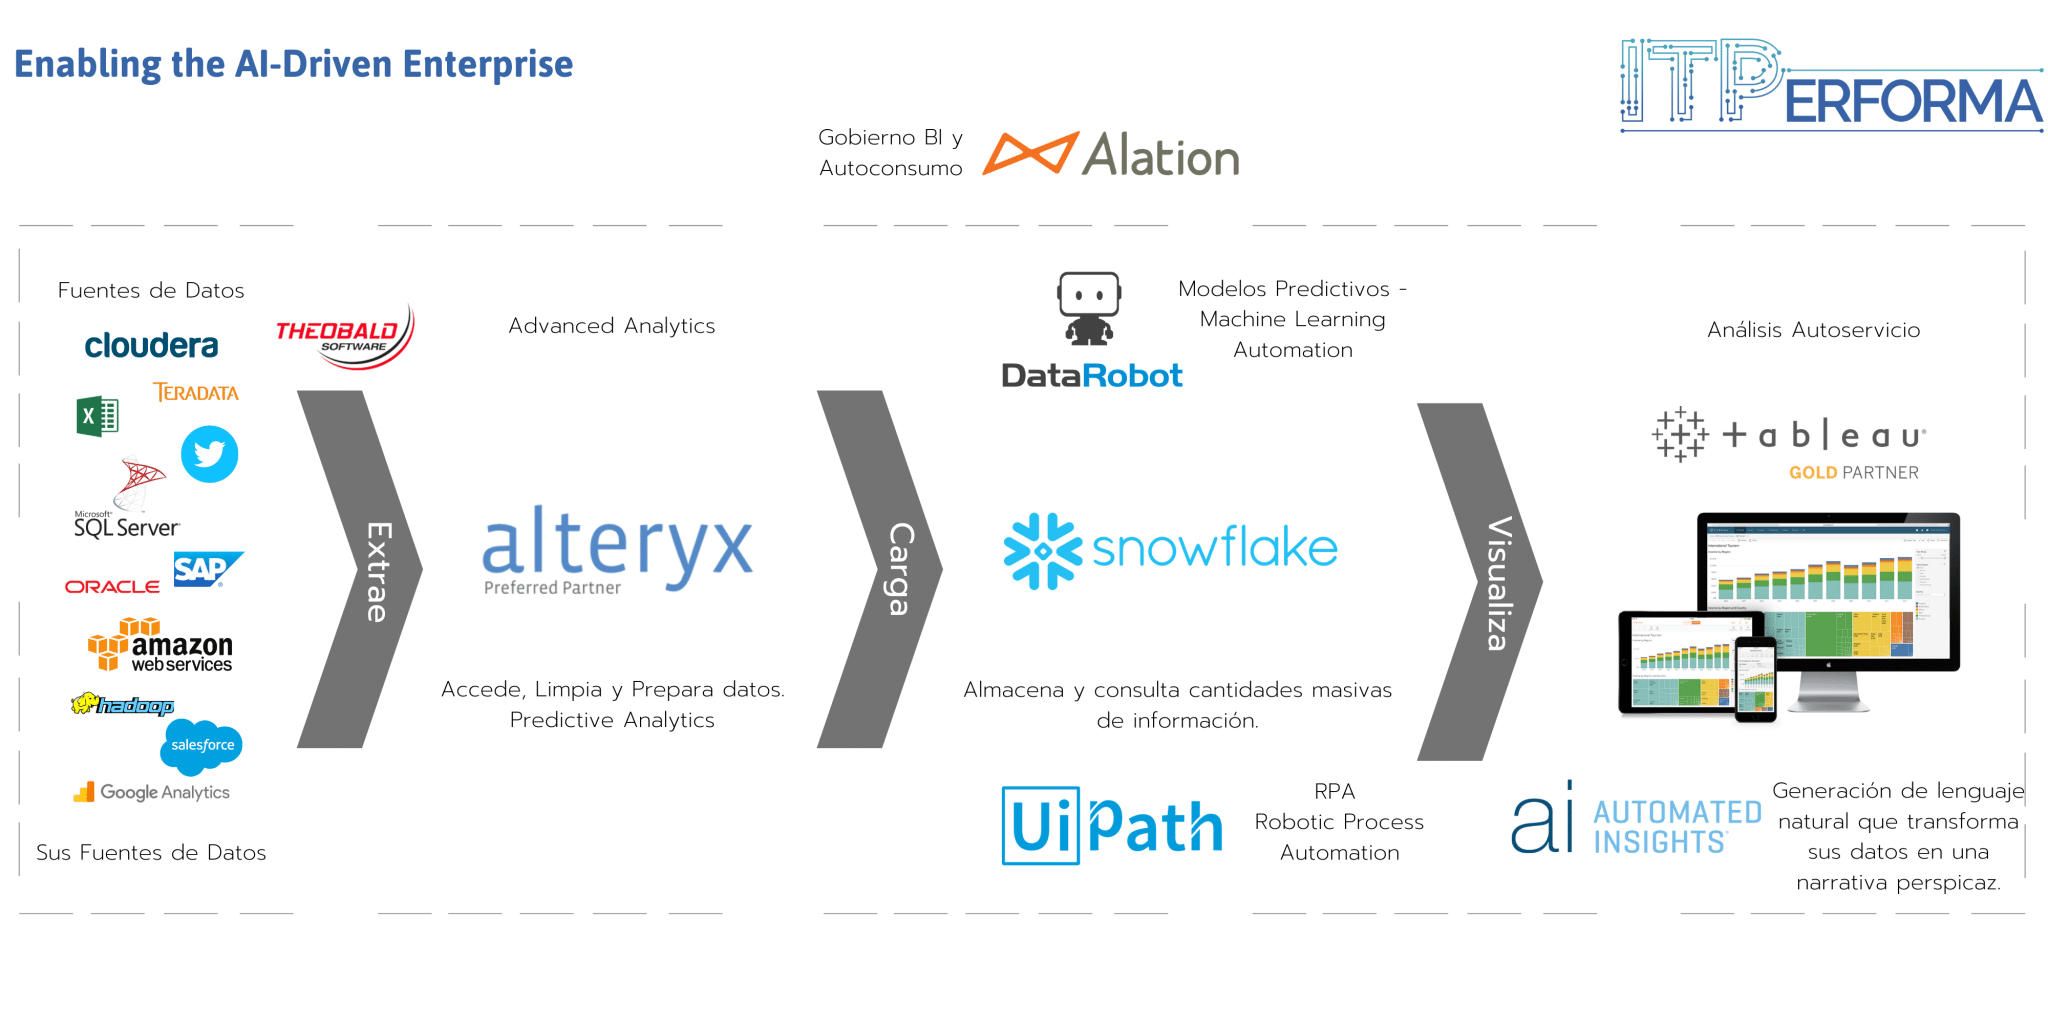 Enabling the AI-Driven Enterprise
ITPERFORMA
Gobierno BI y
Autoconsumo
Alation
Fuentes de Datos
cloudera
THEOBALD
SOFTWARE
TERADATA
X
Microsoft®
SQL Server®
SAP®
ORACLE
amazon
webservices
hadoop
salesforce
Google Analytics
Sus Fuentes de Datos
Extrae
Advanced Analytics
alteryx
Preferred Partner
Accede, Limpia y Prepara datos.
Predictive Analytics
Carga
DataRobot
Modelos Predictivos -
Machine Learning
Automation
snowflake
Almacena y consulta cantidades masivas
de información.
UiPath
RPA
Robotic Process
Automation
Visualiza
Análisis Autoservicio
+ableau®
GOLD PARTNER
ai AUTOMATED
INSIGHTS®
Generación de lenguaje
natural que transforma
sus datos en una
narrativa perspicaz.